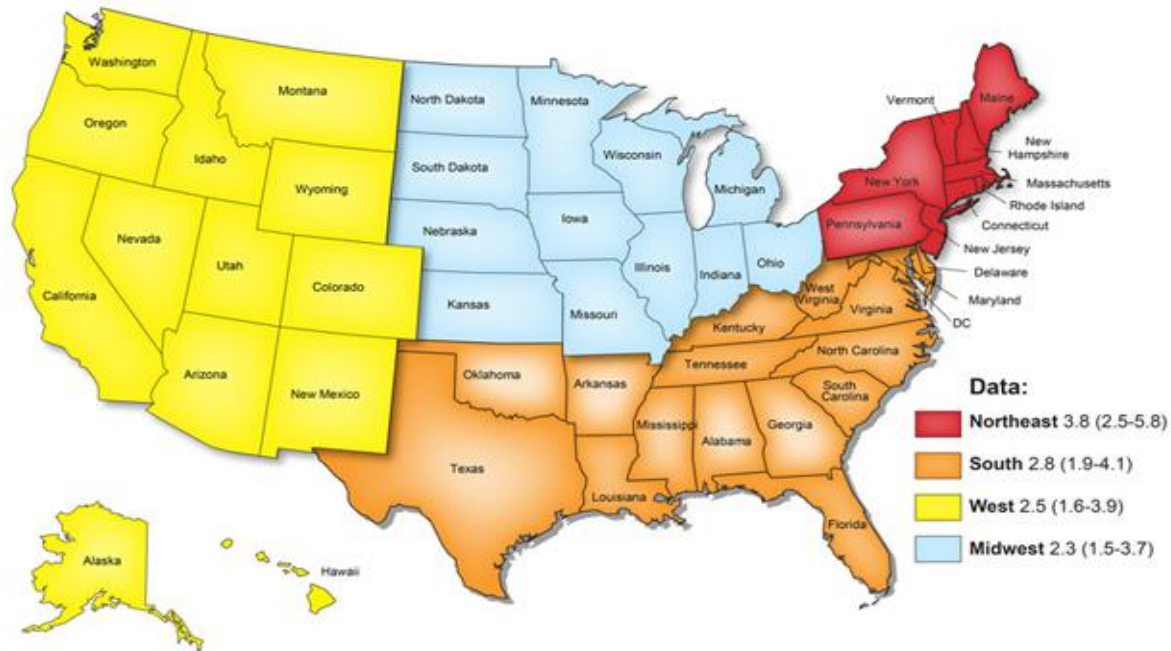 Washington
Montana
North Dakota
Minnesota
Vermont
Maine
Oregon
Idaho
Wyoming
South Dakota
Wisconsin
Michigan
New
Hampshire
New York
Massachusetts
Rhode Island
Connecticut
Pennsylvania
New Jersey
Delaware
Maryland
DC
Nevada
Utah
Colorado
Nebraska
Iowa
Illinois
Indiana
Ohio
West
Virginia
Virginia
California
Kansas
Missouri
Kentucky
Arizona
New Mexico
Oklahoma
Arkansas
Tennessee
North Carolina
South
Carolina
Mississippi
Alabama
Georgia
Texas
Louisiana
Florida
Alaska
Hawaii
Data:
Northeast 3.8 (2.5-5.8)
South 2.8 (1.9-4.1)
West 2.5 (1.6-3.9)
Midwest 2.3 (1.5-3.7)